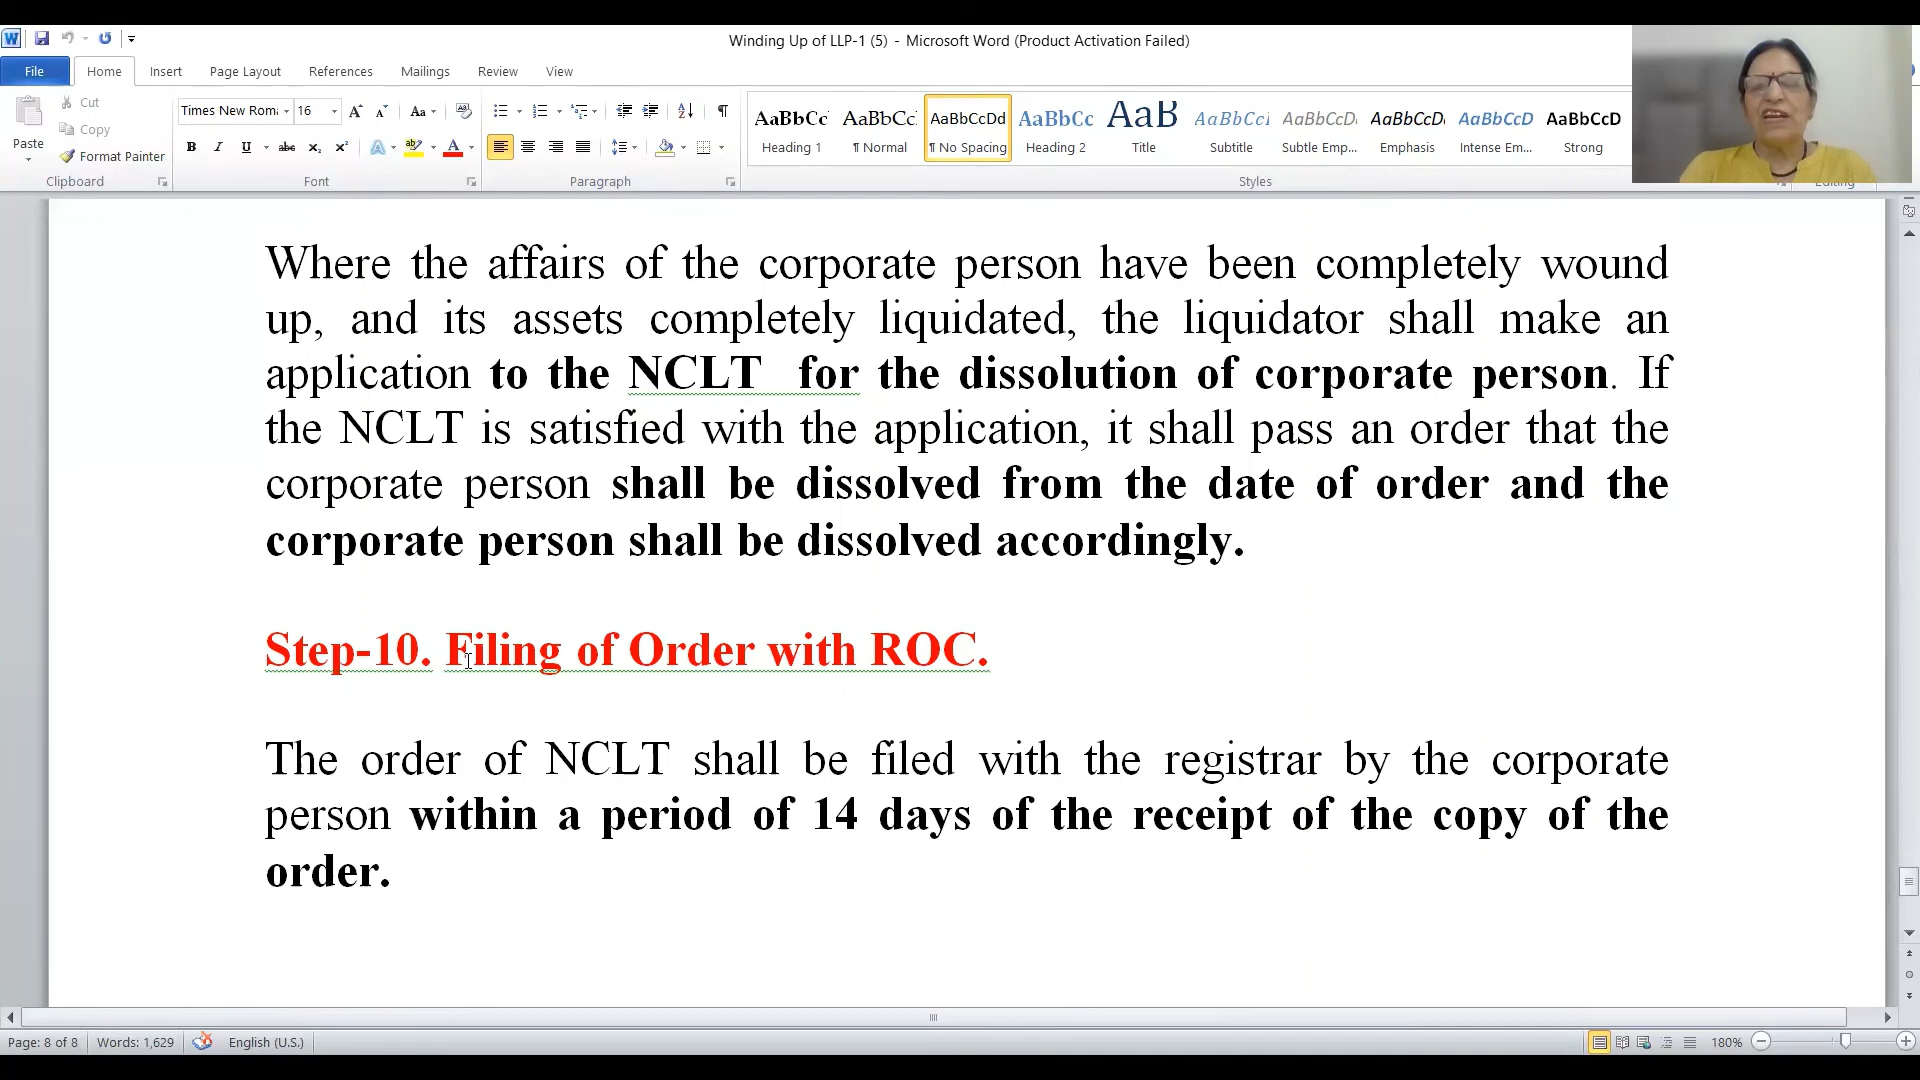 Winding Up of LLP-1 (5) - Microsoft Word (Product Activation Failed)
File Home Insert Page Layout References Mailings Review View
Cut
Copy
Format Painter
Paste
Clipboard
Times New Roma 16
Font
Paragraph
AaBbCc AaBbCc AaBbCcDd AaBbCc AaB AaBbCcI AaBbCcDi AaBbCcDi AaBbCcD AaBbCcD
Heading 1 ¶ Normal ¶ No Spacing Heading 2 Title Subtitle Subtle Emp... Emphasis Intense Em... Strong
Styles
Editing
Where the affairs of the corporate person have been completely wound
up, and its assets completely liquidated, the liquidator shall make an
application to the NCLT for the dissolution of corporate person. If
the NCLT is satisfied with the application, it shall pass an order that the
corporate person shall be dissolved from the date of order and the
corporate person shall be dissolved accordingly.
Step-10. Filing of Order with ROC.
The order of NCLT shall be filed with the registrar by the corporate
person within a period of 14 days of the receipt of the copy of the
order.
Page: 8 of 8 Words: 1,629 English (U.S.) 180%